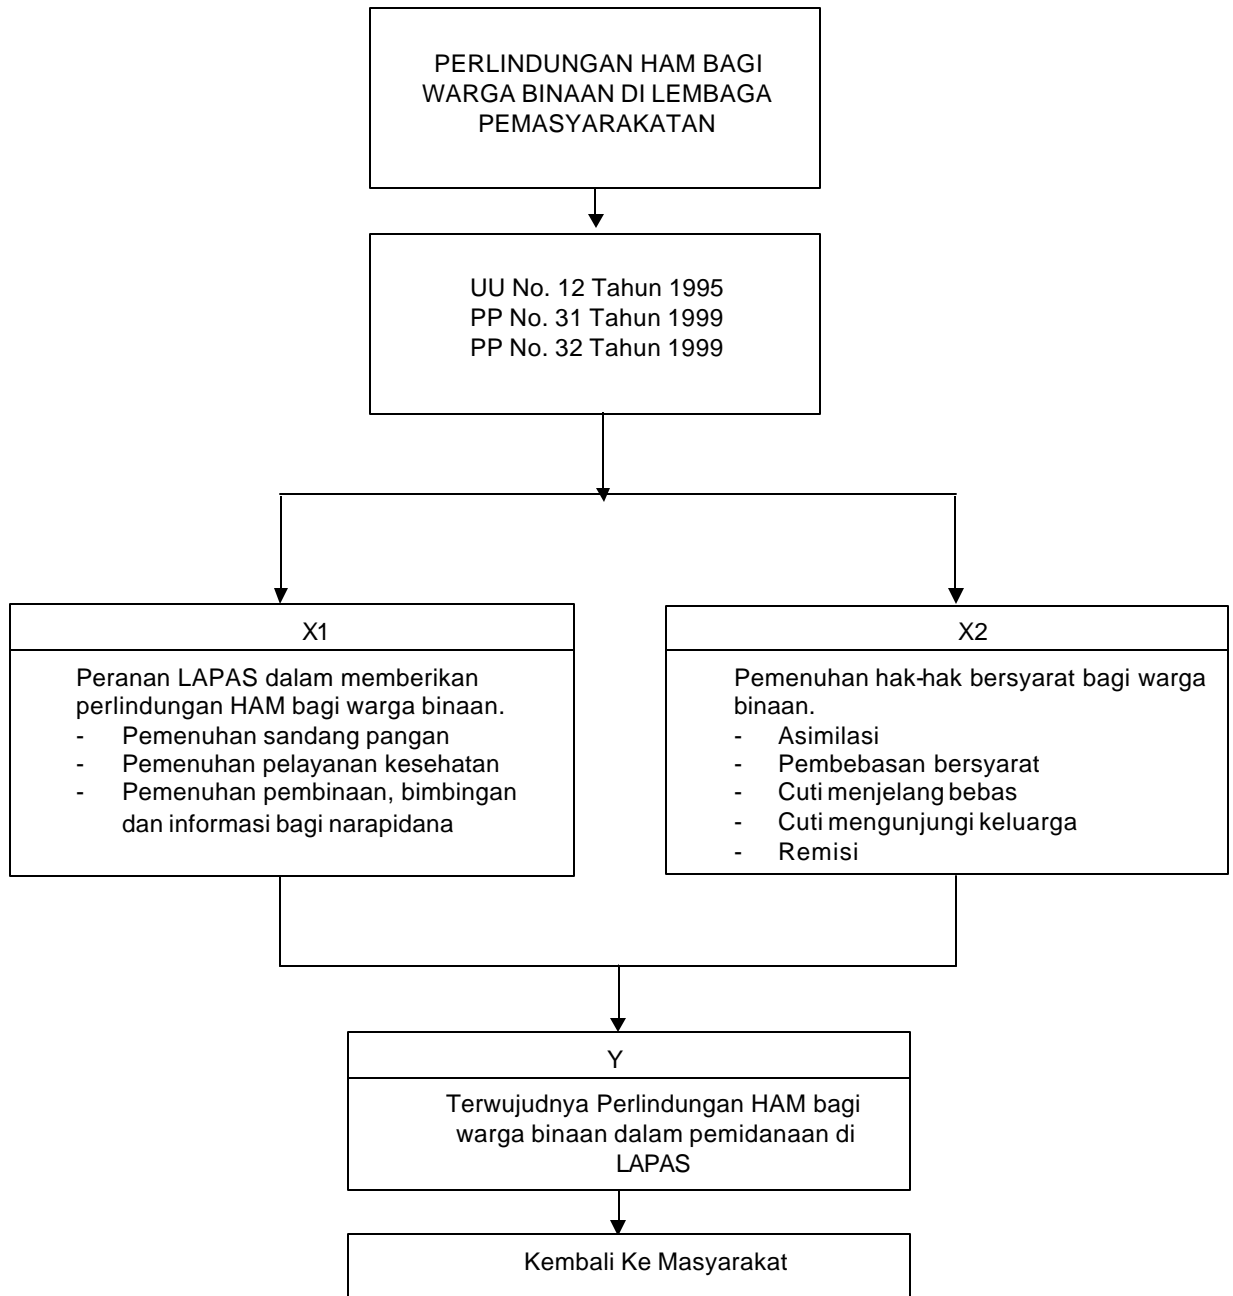 PERLINDUNGAN HAM BAGI
WARGA BINAAN DI LEMBAGA
PEMASYARAKATAN
UU No. 12 Tahun 1995
PP No. 31 Tahun 1999
PP No. 32 Tahun 1999
X1
Peranan LAPAS dalam memberikan
perlindungan HAM bagi warga binaan.
- Pemenuhan sandang pangan
- Pemenuhan pelayanan kesehatan
- Pemenuhan pembinaan, bimbingan
dan informasi bagi narapidana
X2
Pemenuhan hak-hak bersyarat bagi warga
binaan.
- Asimilasi
- Pembebasan bersyarat
- Cuti menjelang bebas
- Cuti mengunjungi keluarga
- Remisi
Y
Terwujudnya Perlindungan HAM bagi
warga binaan dalam pemidanaan di
LAPAS
Kembali Ke Masyarakat